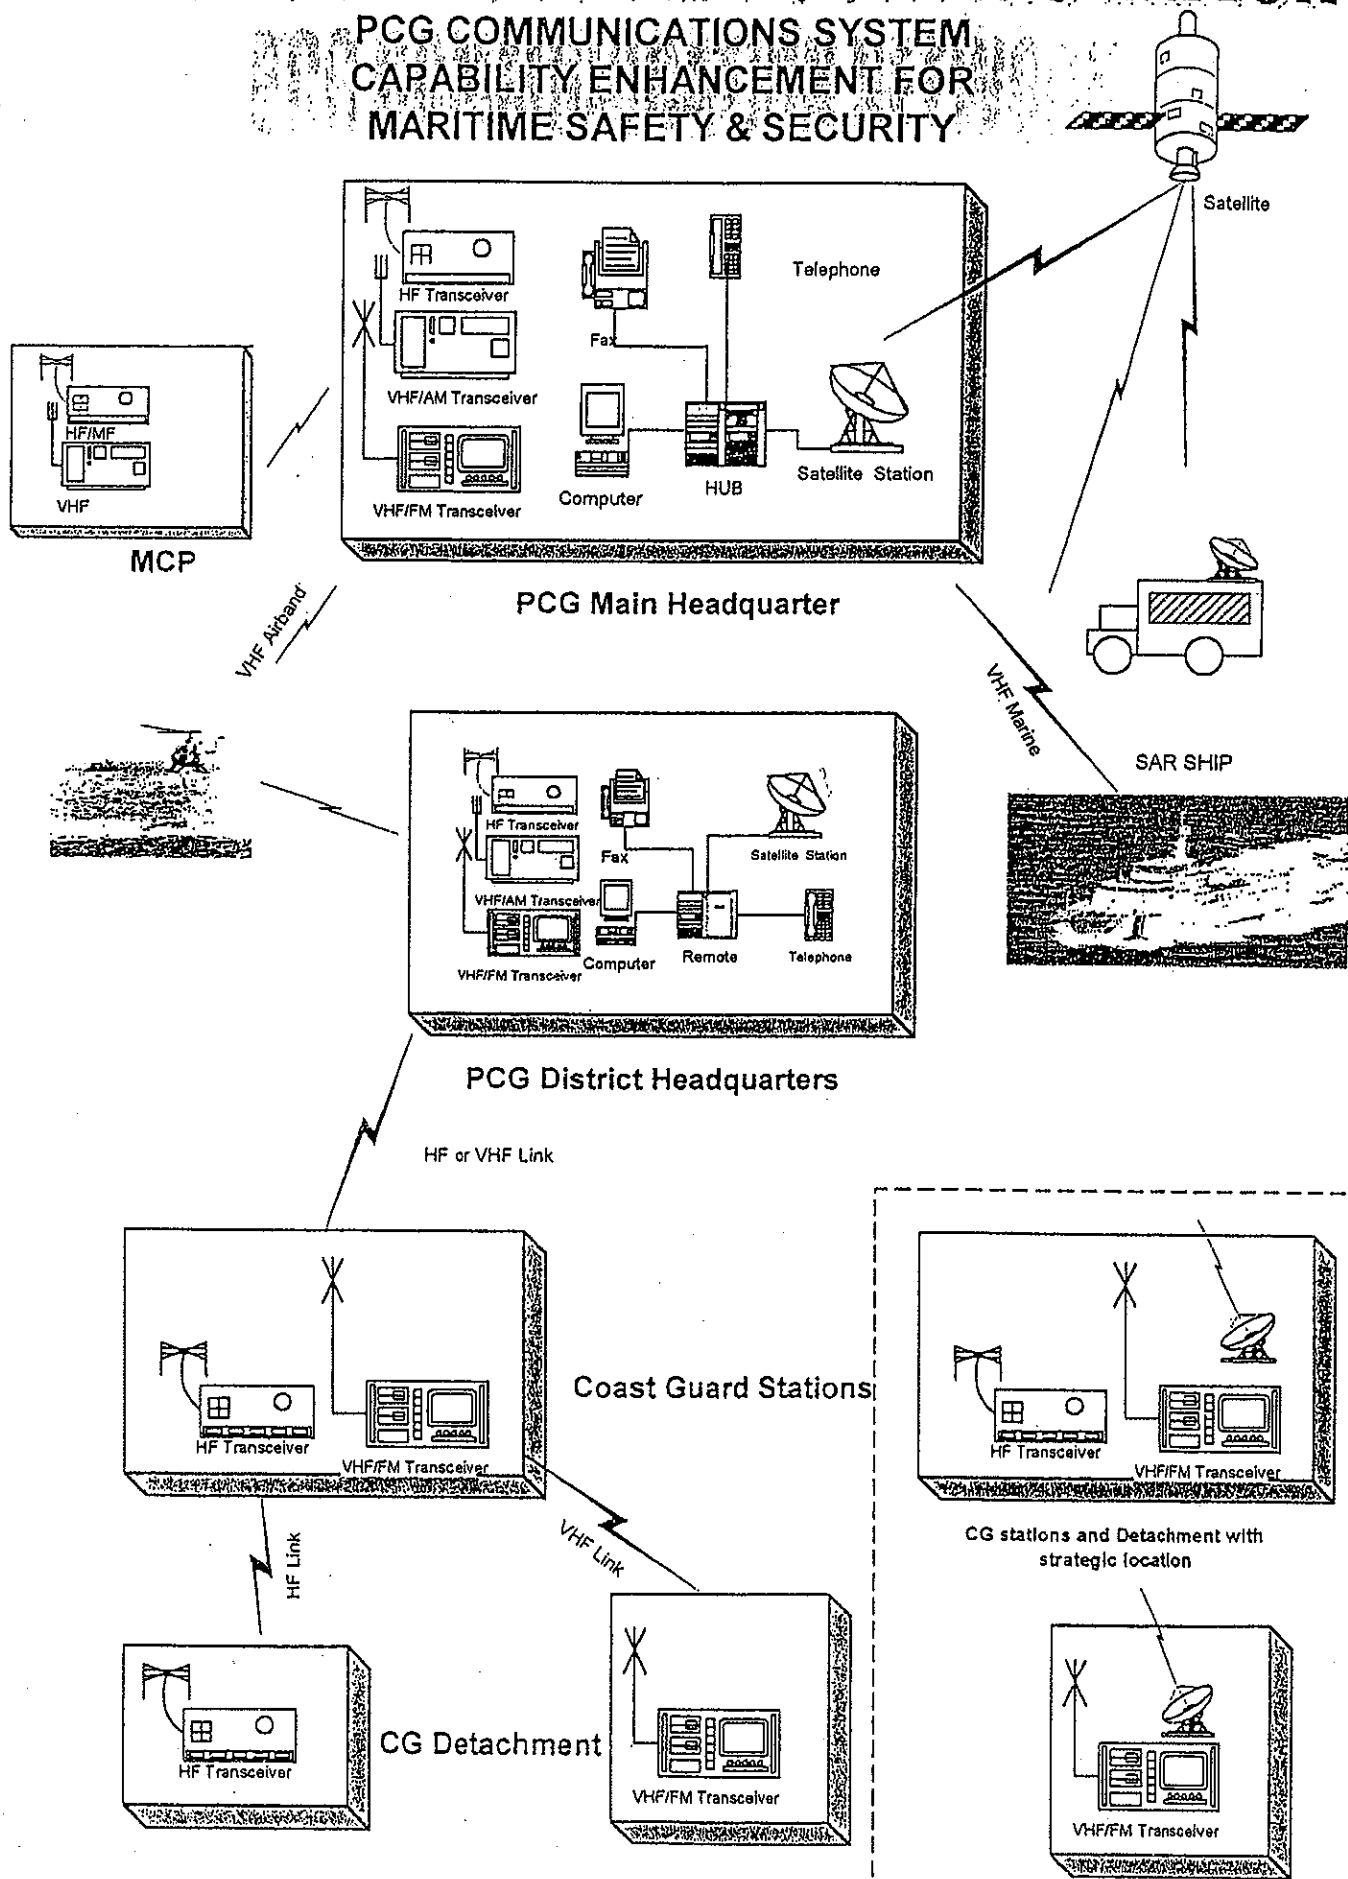 PCG COMMUNICATIONS SYSTEM
CAPABILITY ENHANCEMENT FOR
MARITIME SAFETY & SECURITY
Satellite
HF Transceiver
VHF/AM Transceiver
VHF/FM Transceiver
Fax
Telephone
Computer
HUB
Satellite Station
HF/MF
VHF
MCP
PCG Main Headquarter
VHF Airband
VHF Marine
SAR SHIP
HF Transceiver
VHF/AM Transceiver
VHF/FM Transceiver
Fax
Satellite Station
Computer
Remote
Telephone
PCG District Headquarters
HF or VHF Link
HF Transceiver
VHF/FM Transceiver
Coast Guard Stations
HF Transceiver
VHF/FM Transceiver
HF Link
VHF Link
CG stations and Detachment with
strategic location
HF Transceiver
CG Detachment
VHF/FM Transceiver
VHF/FM Transceiver